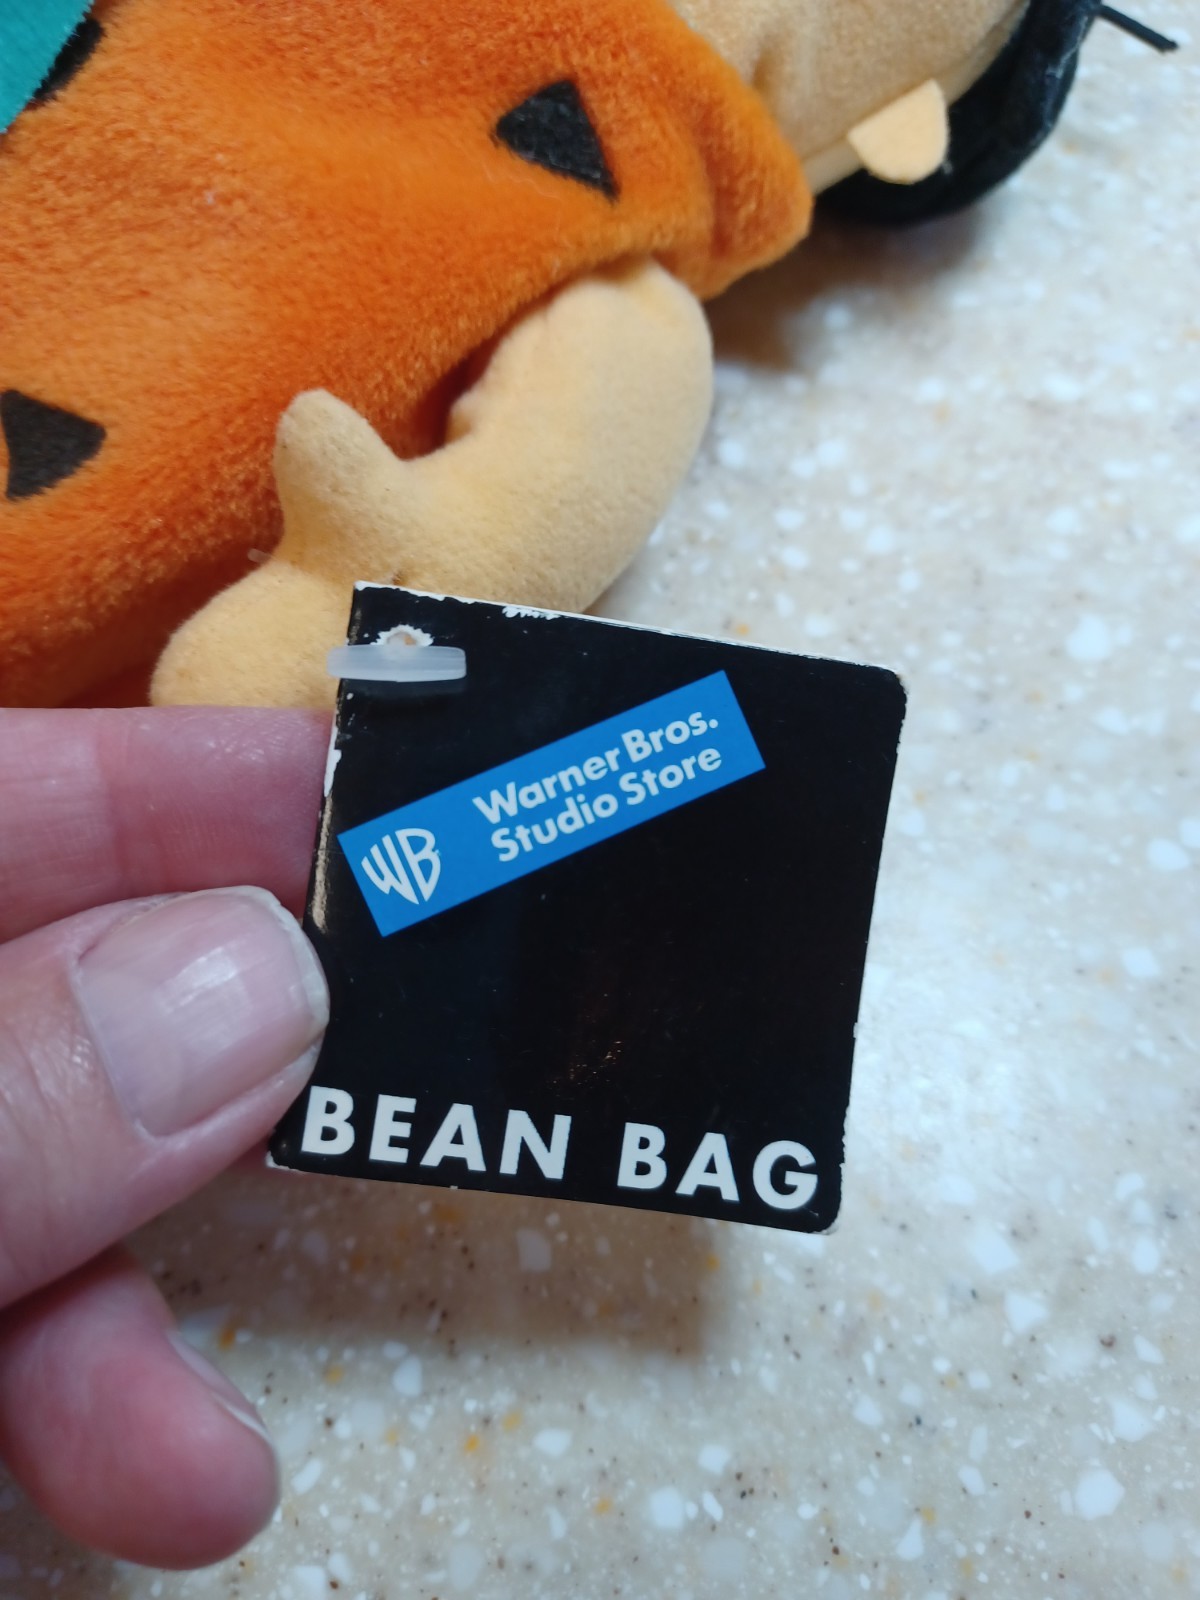 WB
Warner Bros.
Studio Store
BEAN BAG